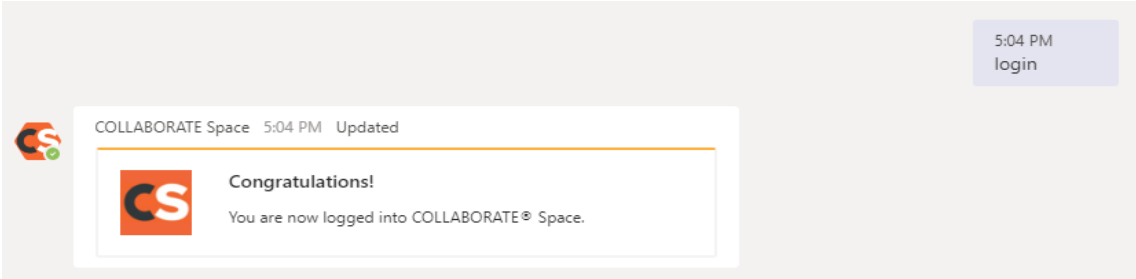 5:04 PM
login
COLLABORATE Space 5:04 PM Updated
CS
CS
Congratulations!
You are now logged into COLLABORATE® Space.